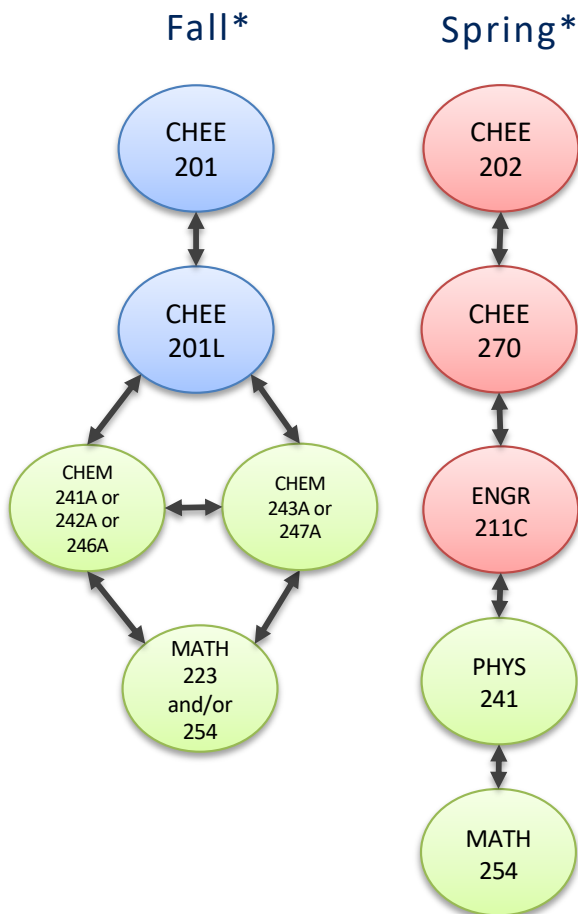 Fall*
CHEE
201
CHEE
201L
CHEM
241A or
242A or
246A
CHEM
243A or
247A
MATH
223
and/or
254
Spring*
CHEE
202
CHEE
270
ENGR
211C
PHYS
241
MATH
254